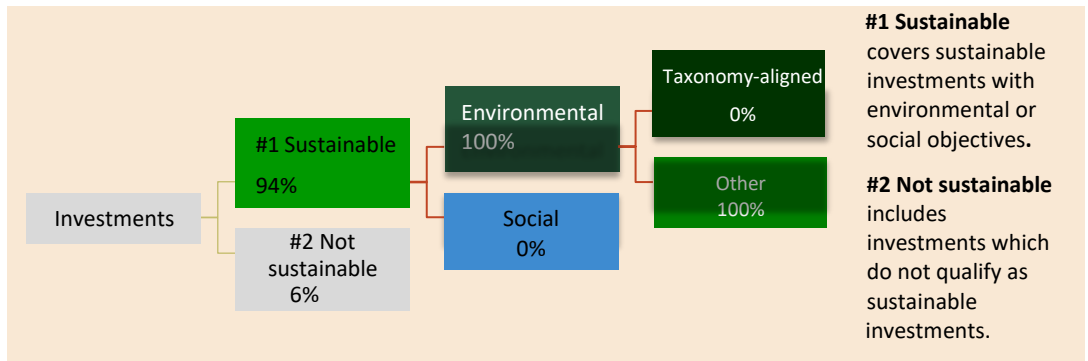 Investments
#1 Sustainable
94%
#2 Not
sustainable
6%
Environmental
100%
Social
0%
Taxonomy-aligned
0%
Other
100%
#1 Sustainable
covers sustainable
investments with
environmental or
social objectives.
#2 Not sustainable
includes
investments which
do not qualify as
sustainable
investments.